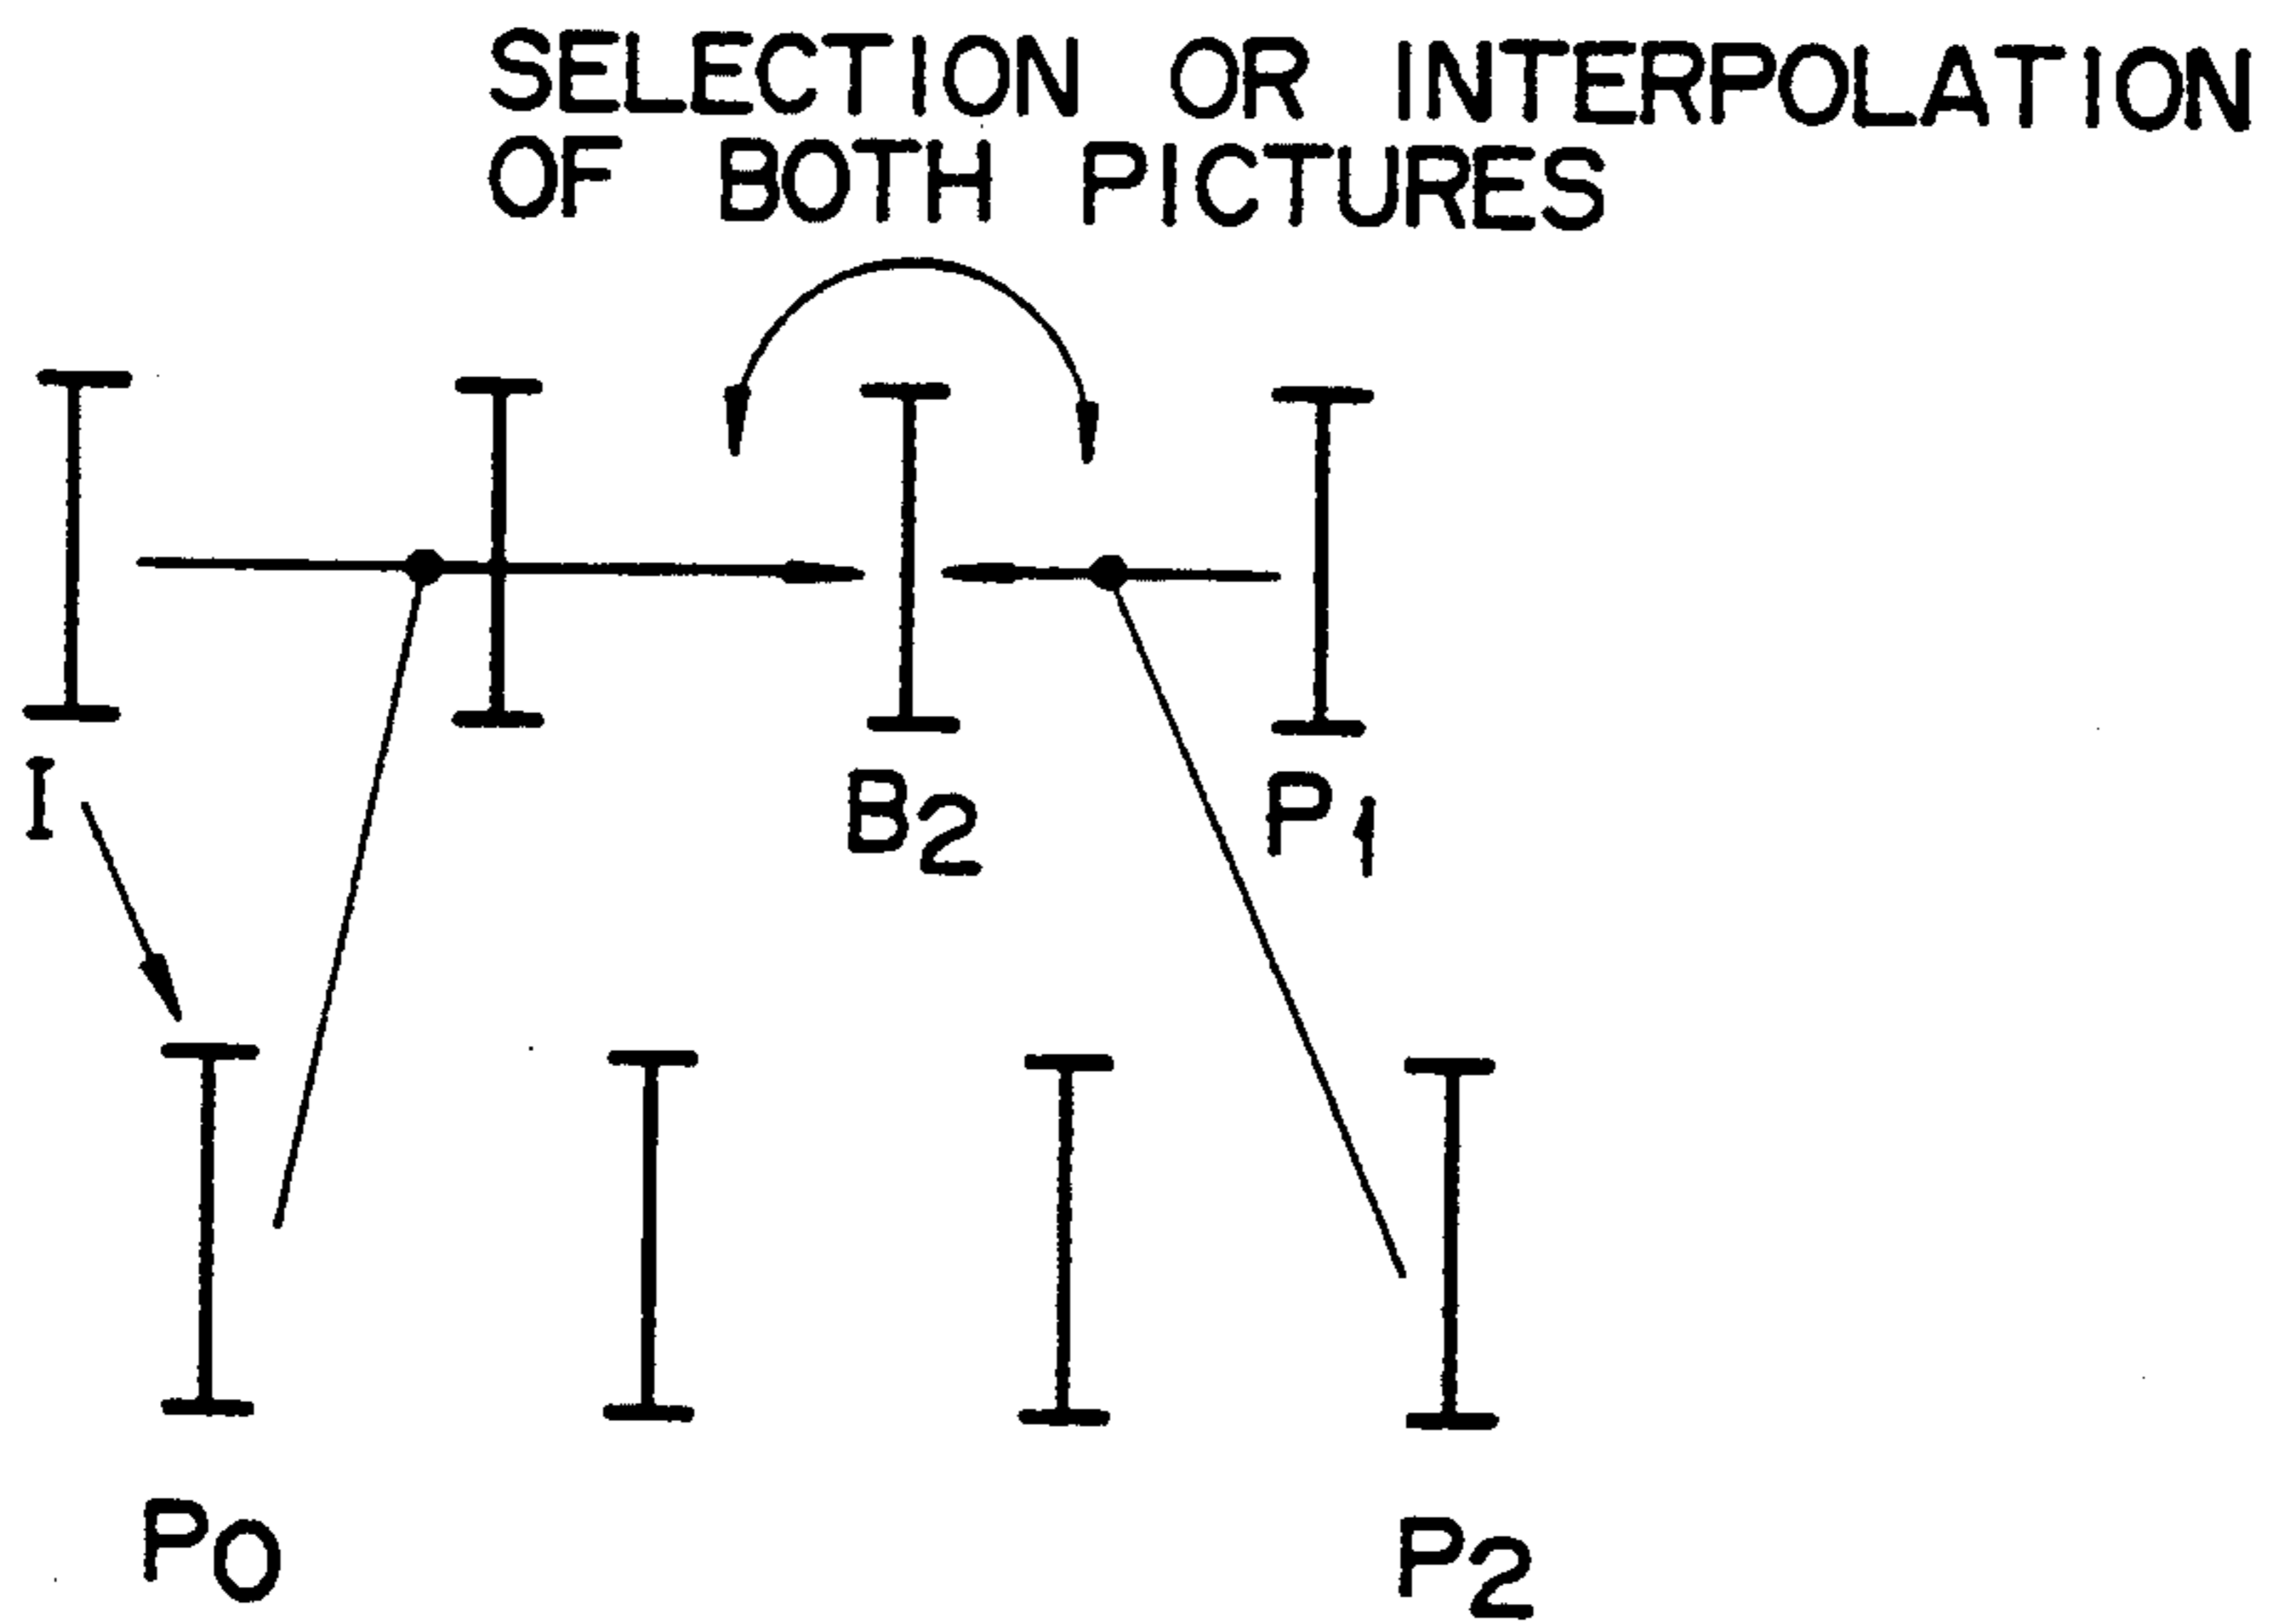 SELECTION OR INTERPOLATION
OF BOTH PICTURES
I B2 P1
P0 P2